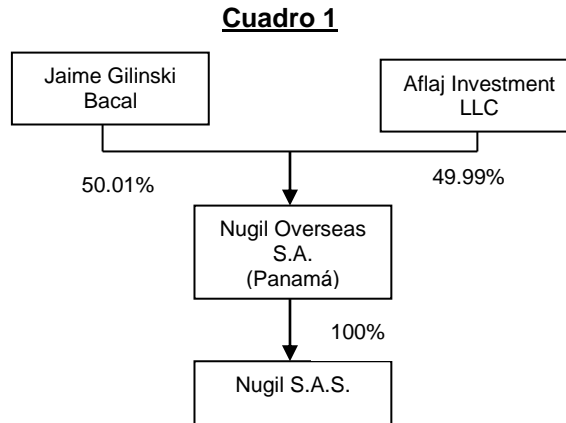 Cuadro 1
Jaime Gilinski
Bacal
Aflaj Investment
LLC
50.01%
49.99%
Nugil Overseas
S.A.
(Panamá)
100%
Nugil S.A.S.